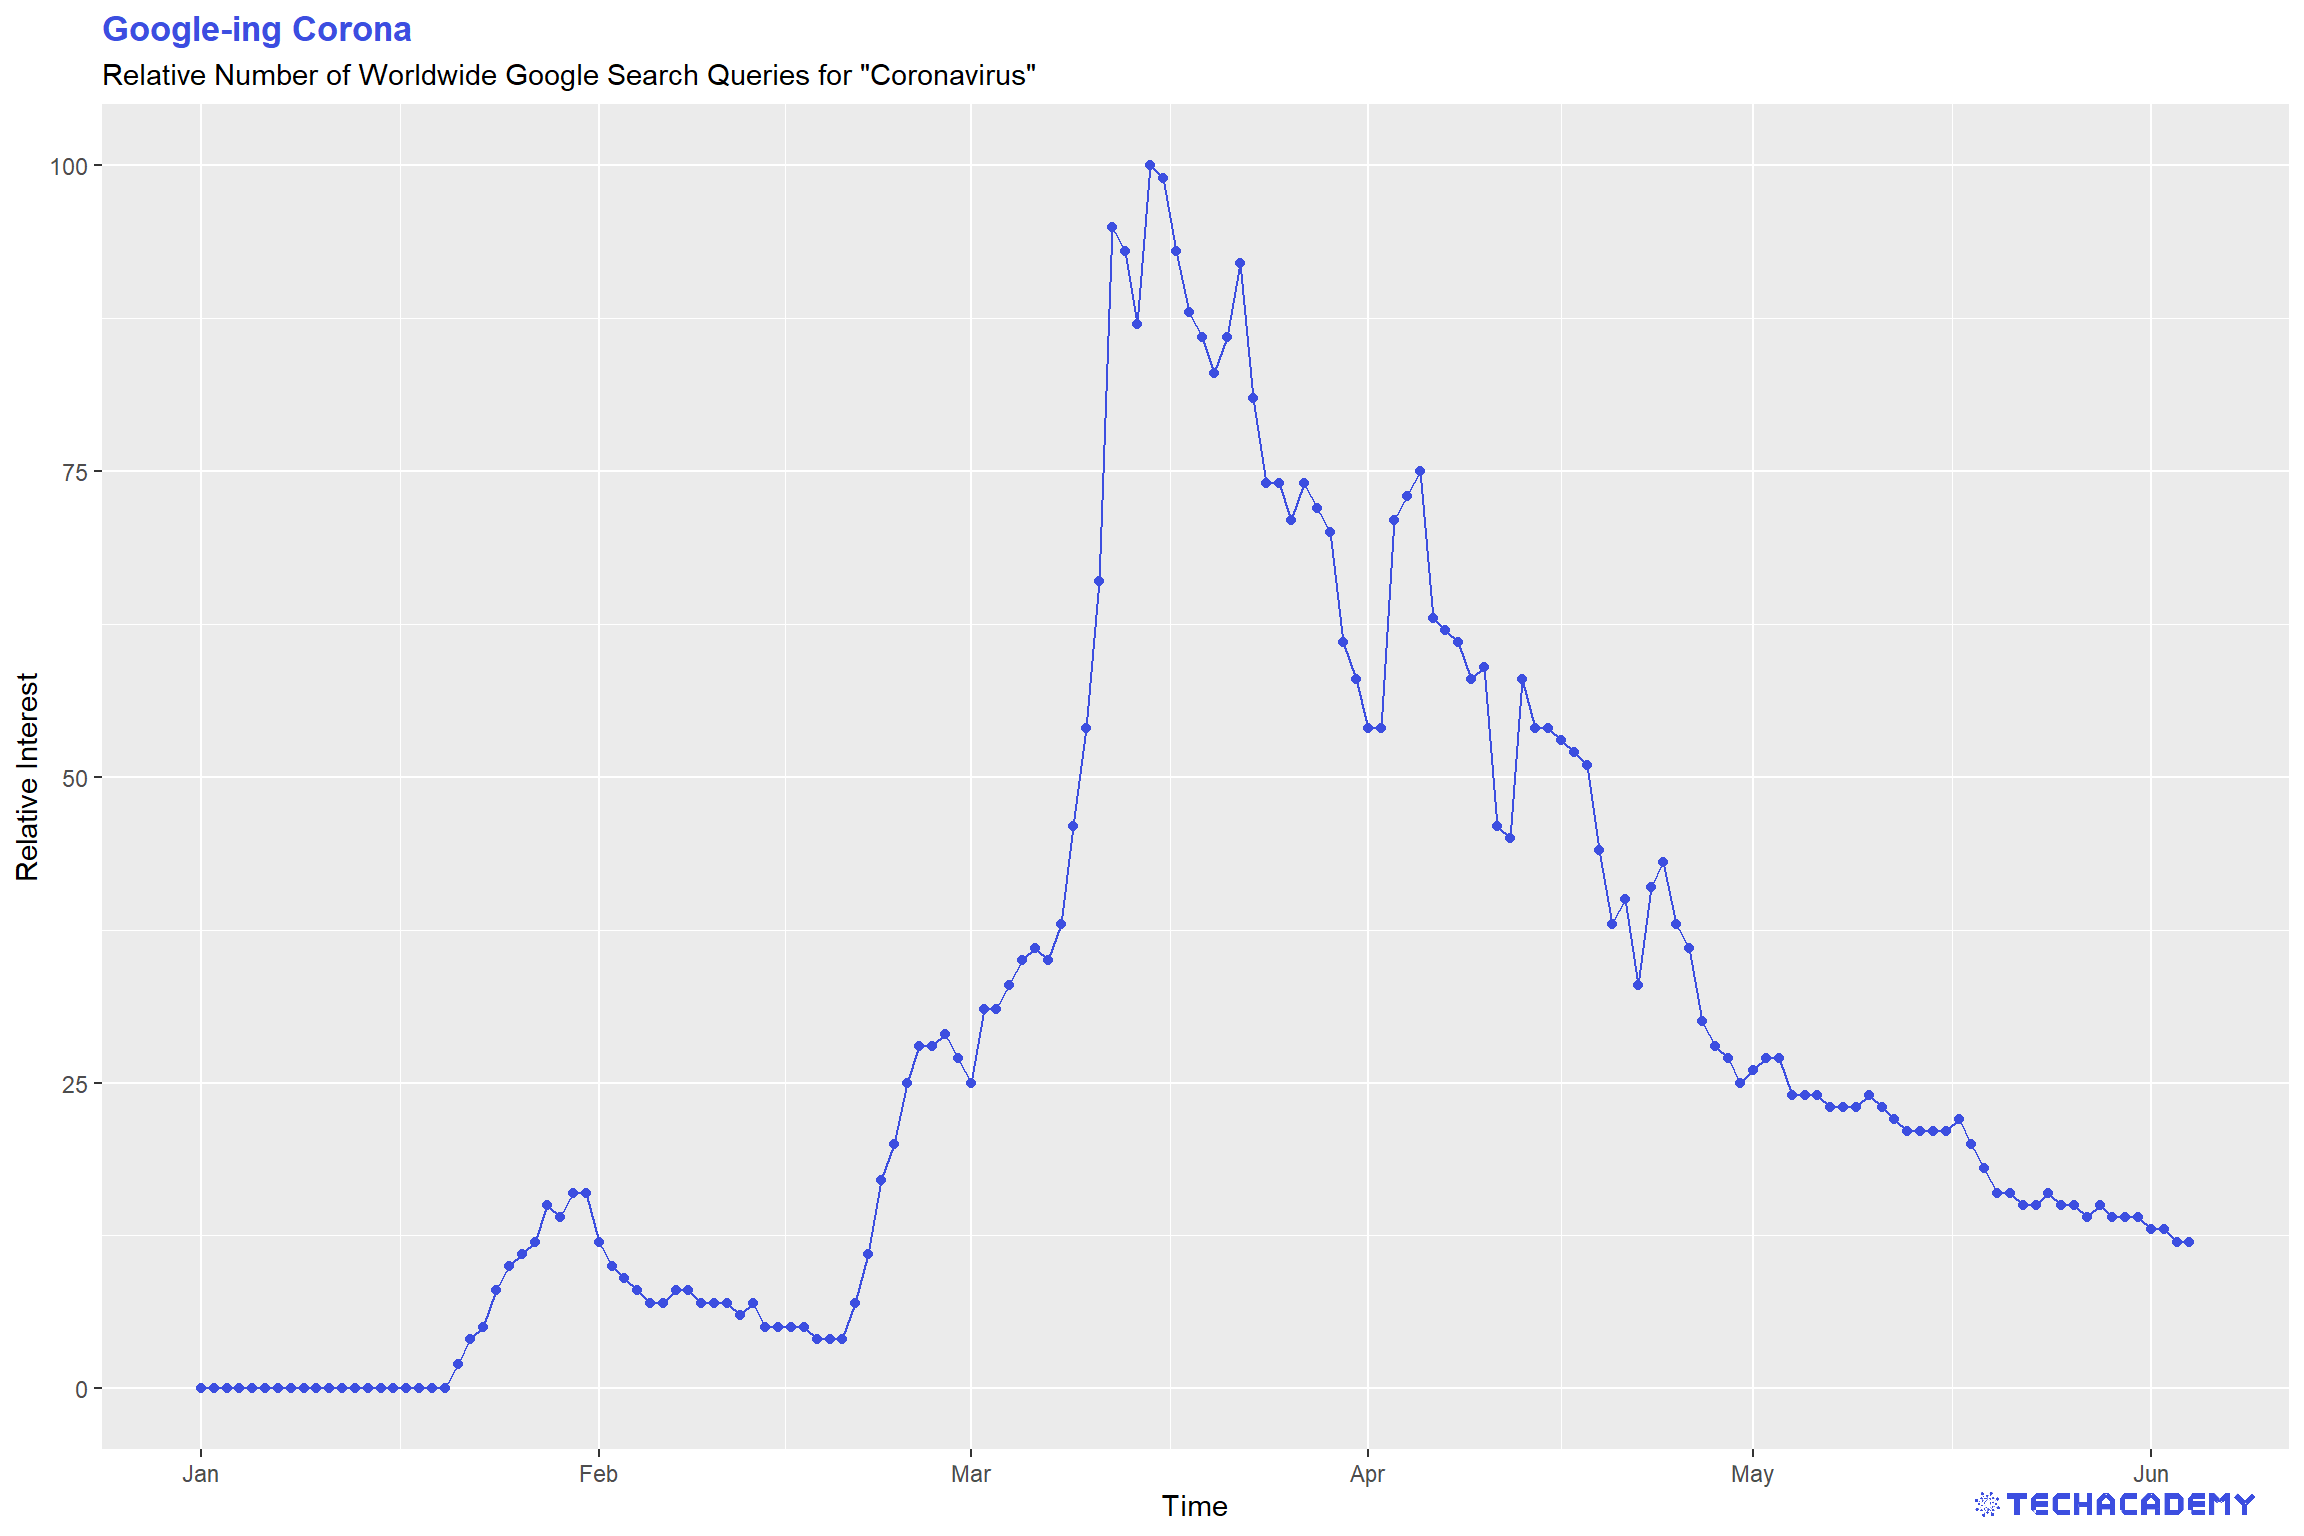 Google-ing Corona
Relative Number of Worldwide Google Search Queries for "Coronavirus"
Relative Interest
100
75
50
25
0
Jan Feb Mar Apr May Jun
Time
TECHACADEMY